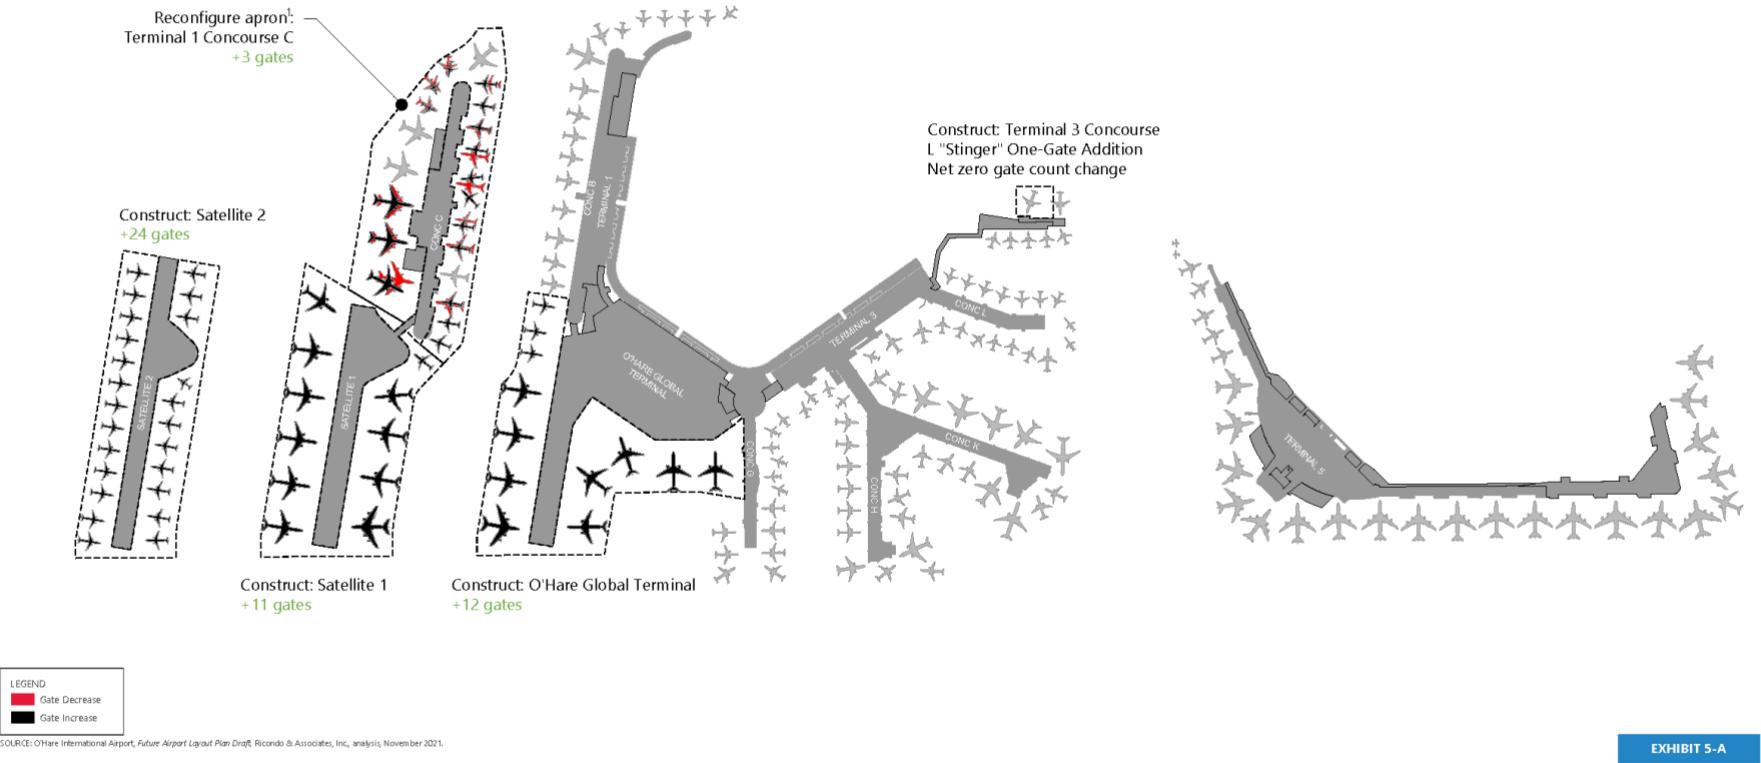 Reconfigure apron¹:
Terminal 1 Concourse C
+3 gates
Construct: Terminal 3 Concourse
L "Stinger" One-Gate Addition
Net zero gate count change
Construct: Satellite 2
+24 gates
CONC B
TERMINAL 1
CONC C
SATELLITE 2
SATELLITE 1
O'HARE GLOBAL
TERMINAL
TERMINAL 3
CONC L
CONC K
CONC G
CONC H
TERMINAL 5
Construct: Satellite 1
+11 gates
Construct: O'Hare Global Terminal
+12 gates
LEGEND
Gate Decrease
Gate Increase
SOURCE: O'Hare International Airport, Future Airport Layout Plan Draft, Ricondo & Associates, Inc., analysis, November 2021.
EXHIBIT 5-A